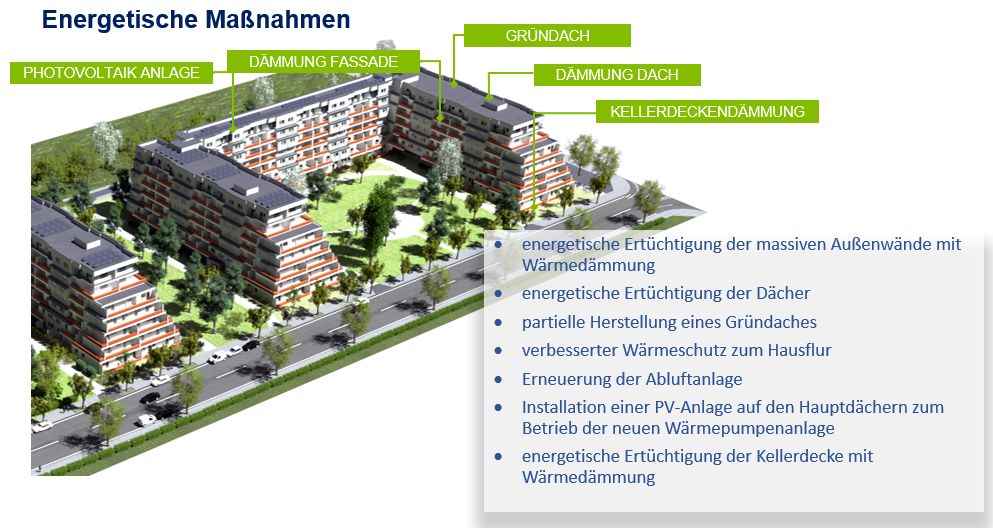 Energetische Maßnahmen
GRÜNDACH
DÄMMUNG FASSADE
PHOTOVOLTAIK ANLAGE
DÄMMUNG DACH
KELLERDECKENDÄMMUNG
• energetische Ertüchtigung der massiven Außenwände mit
Wärmedämmung
• energetische Ertüchtigung der Dächer
• partielle Herstellung eines Gründaches
• verbesserter Wärmeschutz zum Hausflur
• Erneuerung der Abluftanlage
• Installation einer PV-Anlage auf den Hauptdächern zum
Betrieb der neuen Wärmepumpenanlage
• energetische Ertüchtigung der Kellerdecke mit
Wärmedämmung